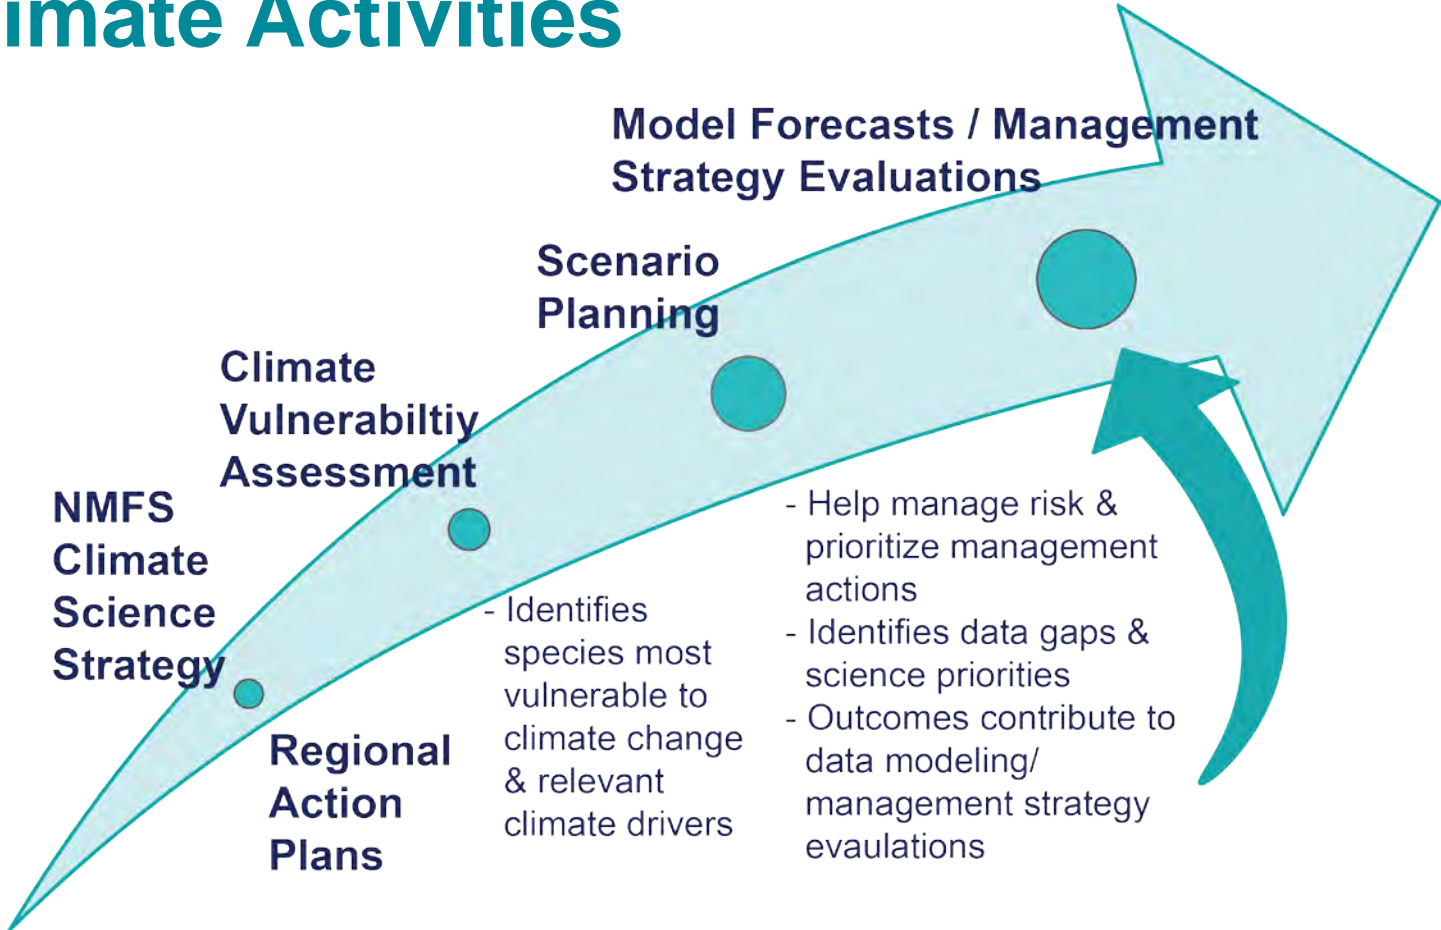 imate Activities
Model Forecasts / Management
Strategy Evaluations
Scenario
Planning
Climate
Vulnerabiltiy
Assessment
NMFS
Climate
Science
Strategy
Regional
Action
Plans
- Identifies
species most
vulnerable to
climate change
& relevant
climate drivers
- Help manage risk &
prioritize management
actions
- Identifies data gaps &
science priorities
- Outcomes contribute to
data modeling/
management strategy
evaulations